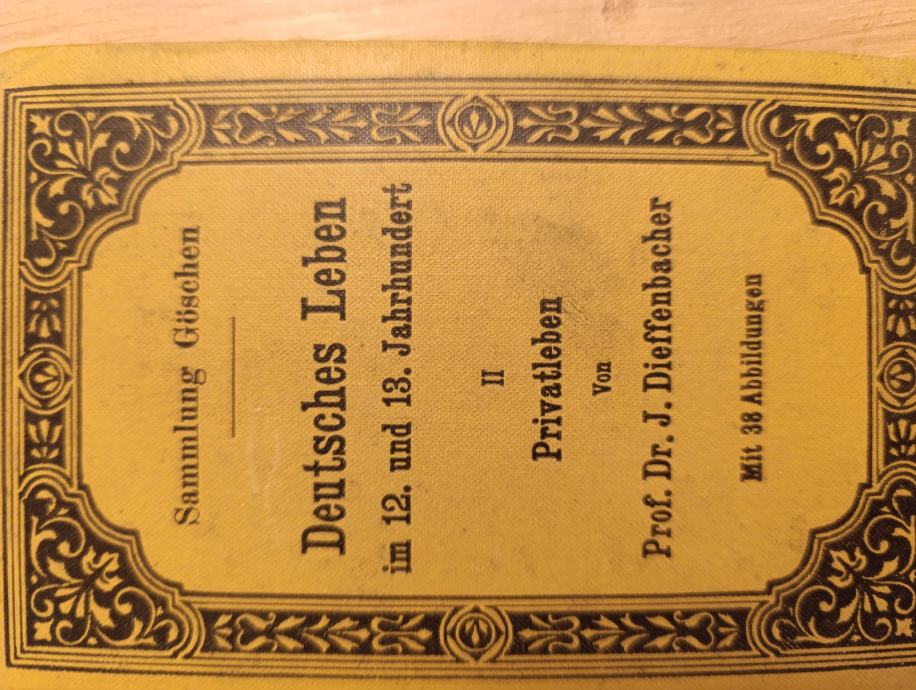 Sammlung Göschen
Deutsches Leben
im 12. und 13. Jahrhundert
II
Privatleben
Von
Prof. Dr. J. Dieffenbacher
Mit 38 Abbildungen